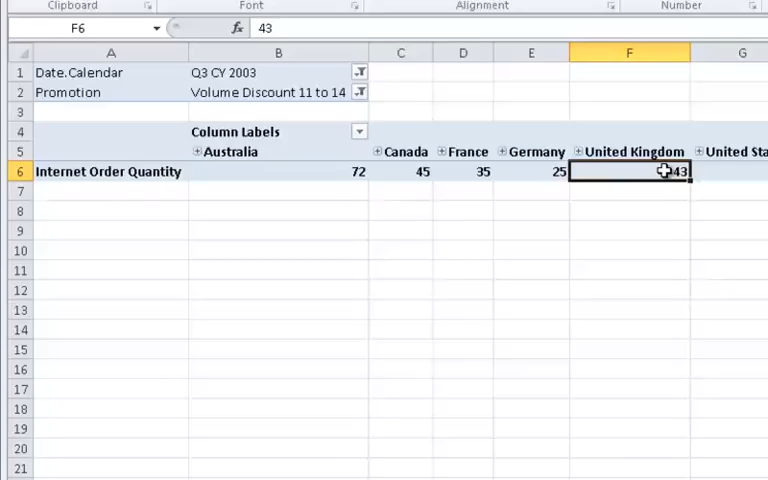 Clipboard Font Alignment Number
F6 fx 43
A B C D E F G
1 Date.Calendar Q3 CY 2003
2 Promotion Volume Discount 11 to 14
3
4 Column Labels
5 Australia Canada France Germany United Kingdom United Sta
6 Internet Order Quantity 72 45 35 25 43
7
8
9
10
11
12
13
14
15
16
17
18
19
20
21